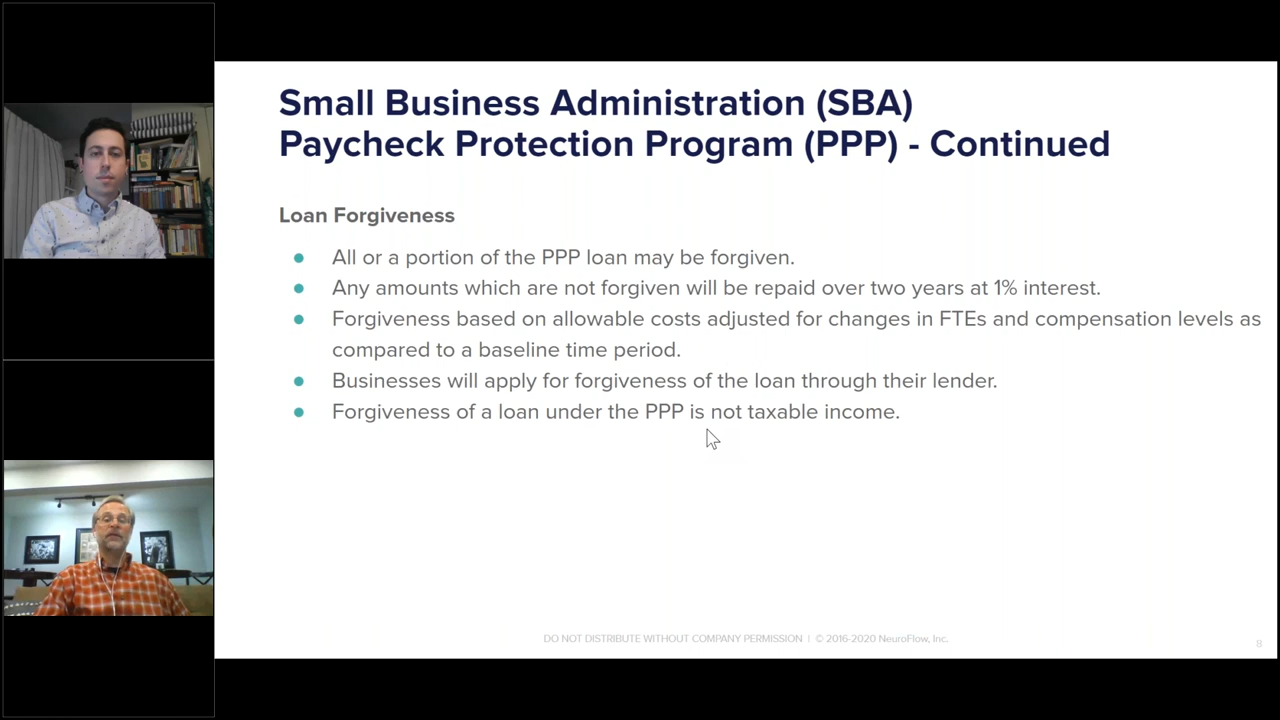 Small Business Administration (SBA)
Paycheck Protection Program (PPP) - Continued
Loan Forgiveness
All or a portion of the PPP loan may be forgiven.
Any amounts which are not forgiven will be repaid over two years at 1% interest.
Forgiveness based on allowable costs adjusted for changes in FTEs and compensation levels as
compared to a baseline time period.
Businesses will apply for forgiveness of the loan through their lender.
Forgiveness of a loan under the PPP is not taxable income.
DO NOT DISTRIBUTE WITHOUT COMPANY PERMISSION | © 2016-2020 NeuroFlow, Inc.
8